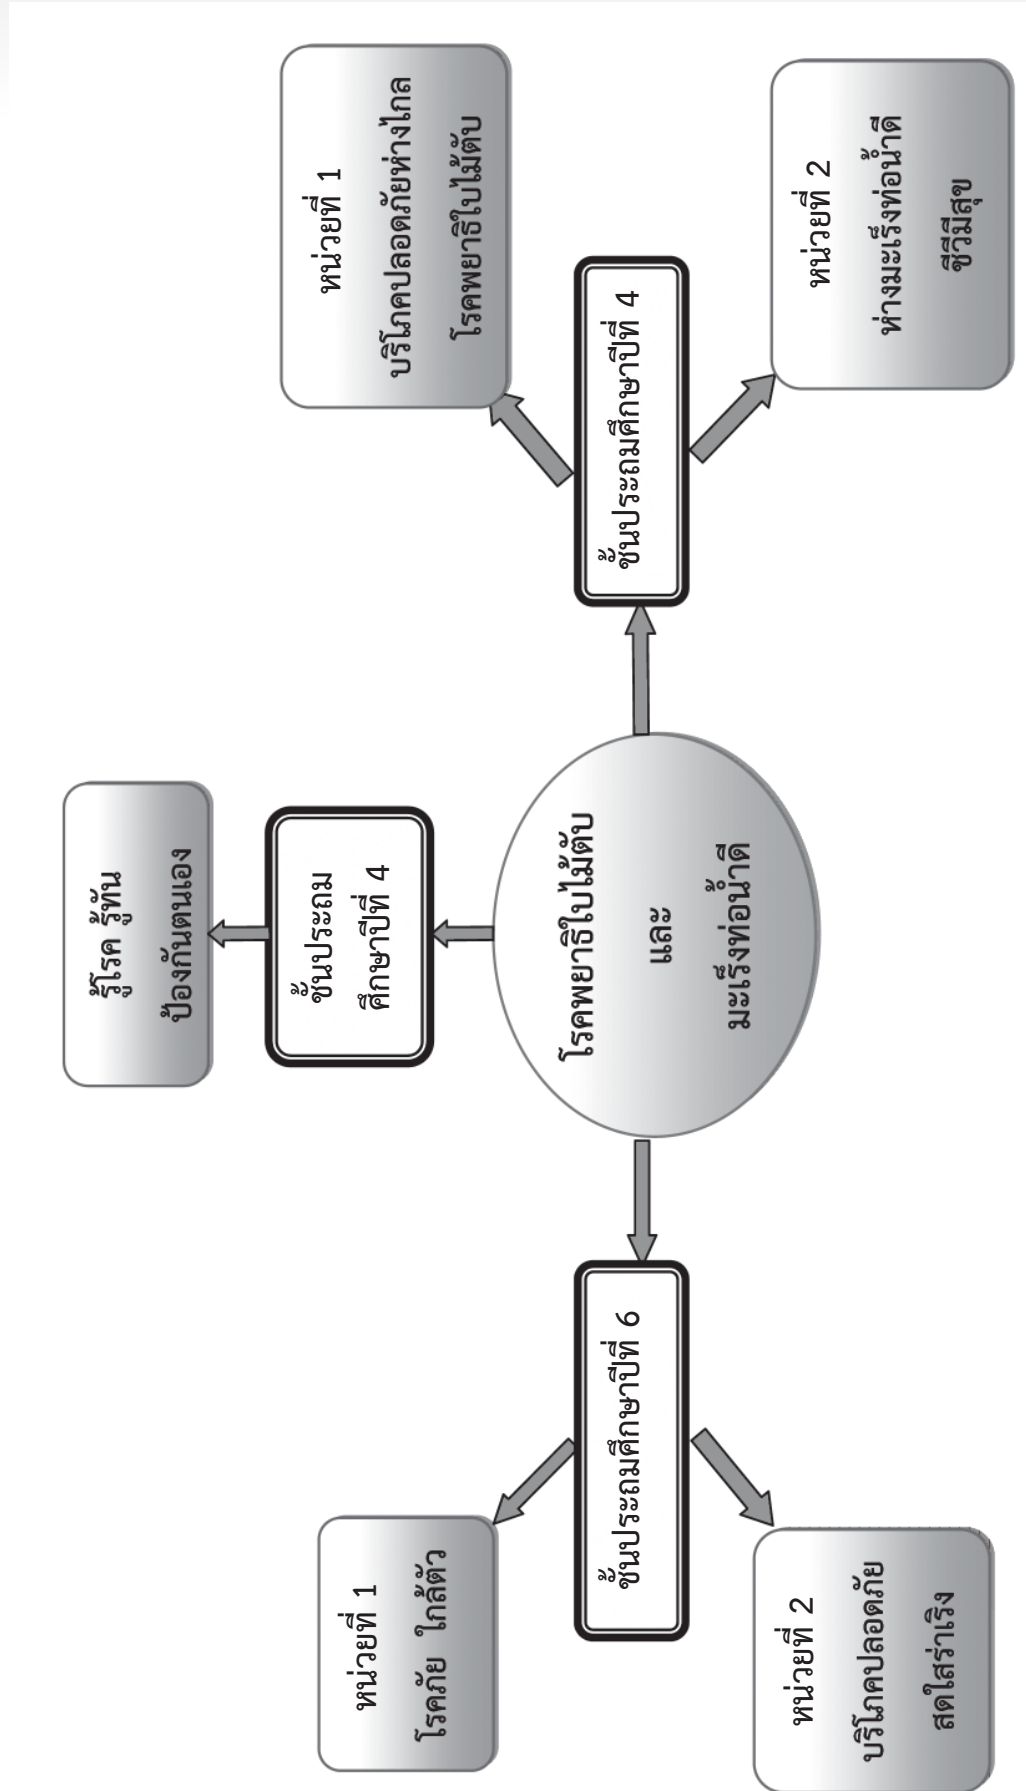 รู้โรค รู้ทัน
ป้องกันตนเอง
ชั้นประถม
ศึกษาปีที่ 4
หน่วยที่ 1
โรคภัย ใกล้ตัว
หน่วยที่ 1
บริโภคปลอดภัยห่างไกล
โรคพยาธิใบไม้ตับ
ชั้นประถมศึกษาปีที่ 6
โรคพยาธิใบไม้ตับ
และ
มะเร็งท่อน้ำดี
ชั้นประถมศึกษาปีที่ 4
หน่วยที่ 2
บริโภคปลอดภัย
สดใสร่าเริง
หน่วยที่ 2
ห่างมะเร็งท่อน้ำดี
ชีวีมีสุข